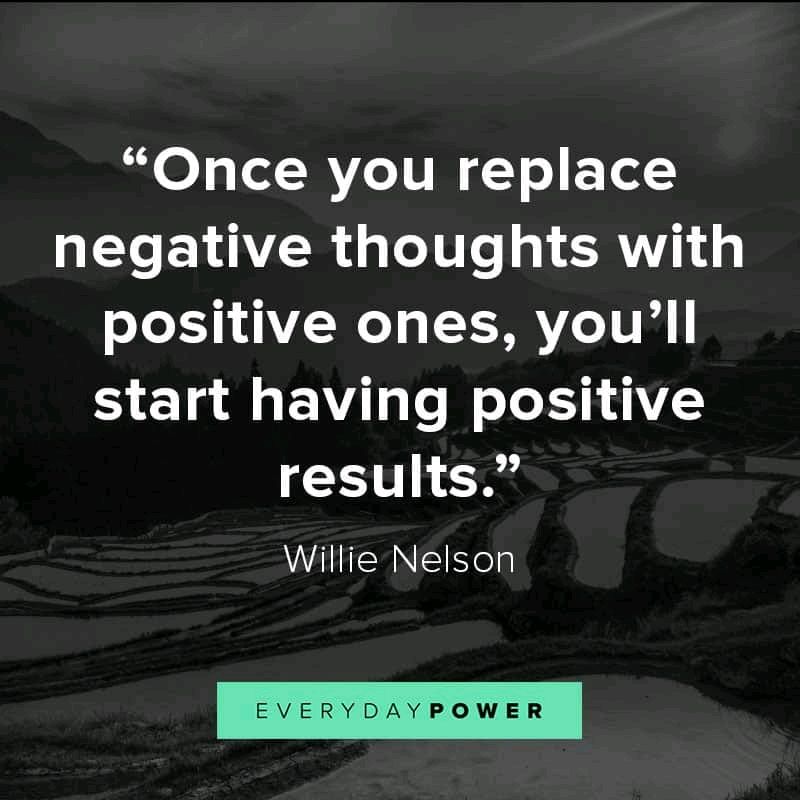 “Once you replace
negative thoughts with
positive ones, you’ll
start having positive
results.”
Willie Nelson
EVERYDAYPOWER